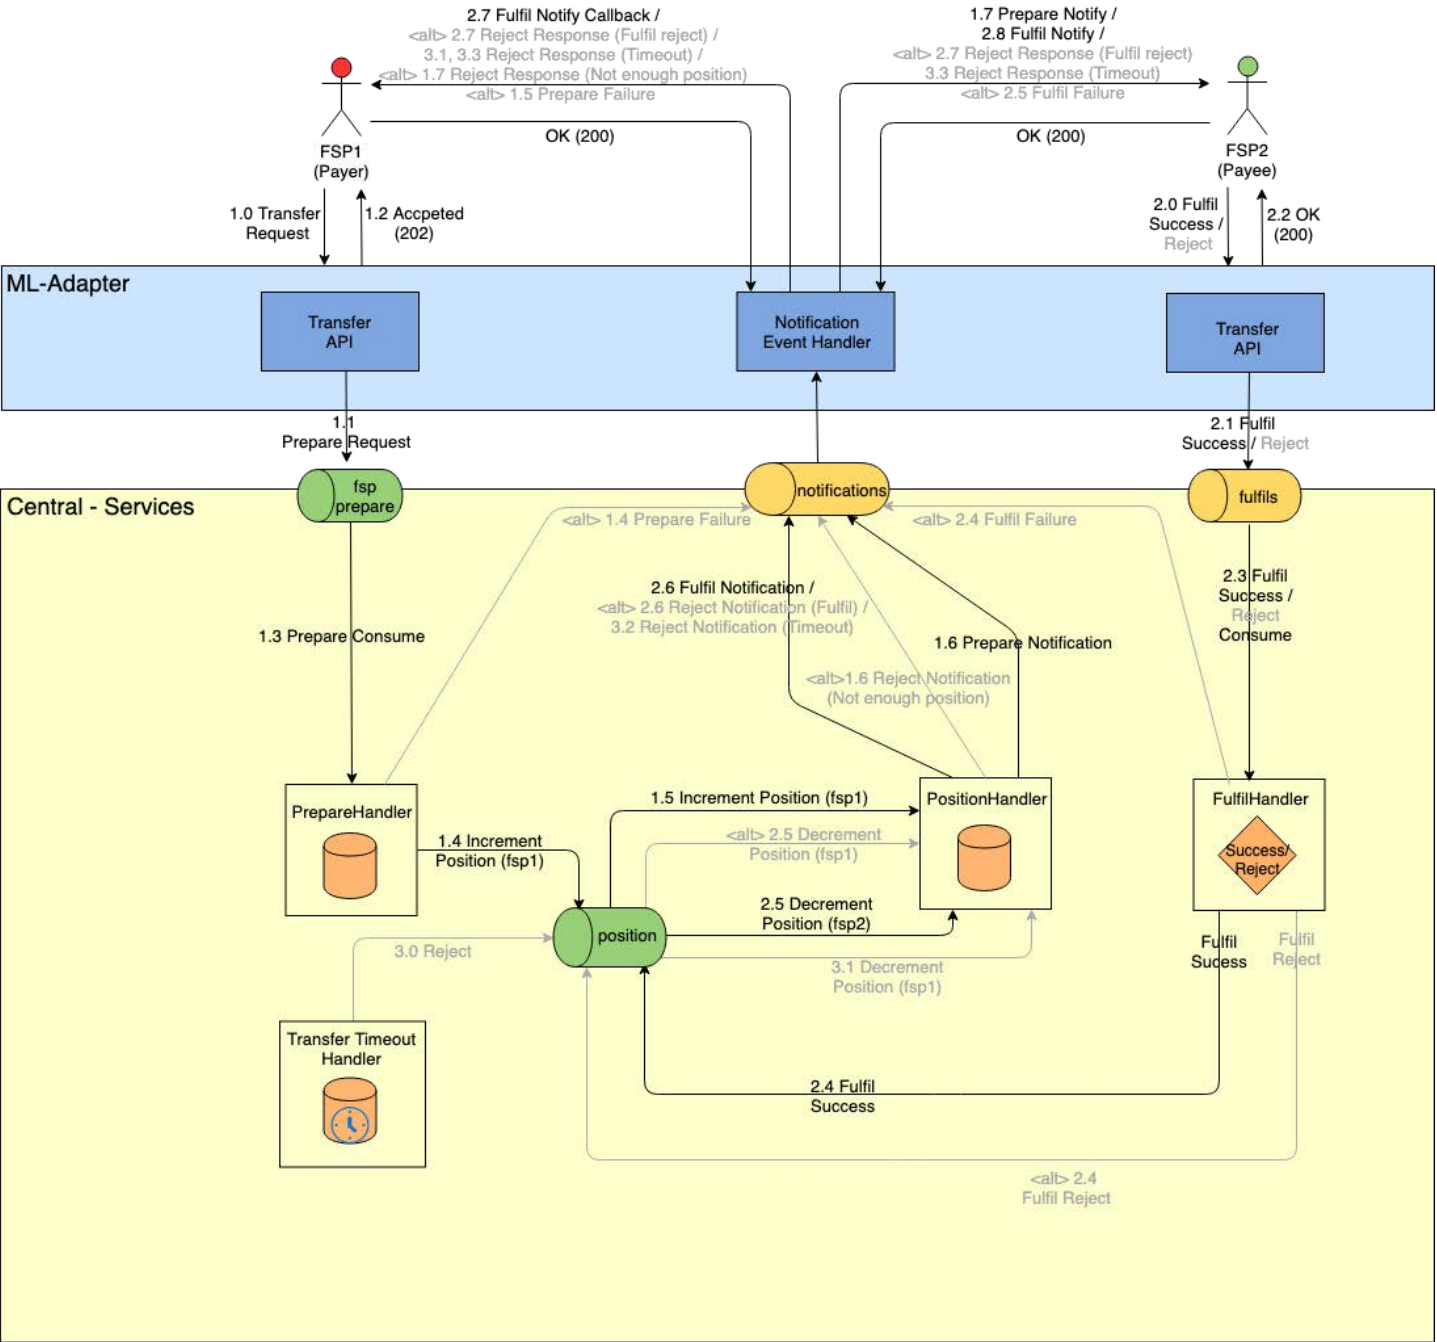 2.7 Fulfil Notify Callback /
<alt> 2.7 Reject Response (Fulfil reject) /
3.1, 3.3 Reject Response (Timeout) /
<alt> 1.7 Reject Response (Not enough position)
<alt> 1.5 Prepare Failure
1.7 Prepare Notify /
2.8 Fulfil Notify /
<alt> 2.7 Reject Response (Fulfil reject)
3.3 Reject Response (Timeout)
<alt> 2.5 Fulfil Failure
OK (200)
OK (200)
FSP1
(Payer)
FSP2
(Payee)
1.0 Transfer
Request
1.2 Accpeted
(202)
2.0 Fulfil
Success /
Reject
2.2 OK
(200)
ML-Adapter
Transfer
API
Notification
Event Handler
Transfer
API
1.1
Prepare Request
2.1 Fulfil
Success / Reject
Central - Services
fsp
prepare
notifications
fulfils
<alt> 1.4 Prepare Failure
<alt> 2.4 Fulfil Failure
2.6 Fulfil Notification /
<alt> 2.6 Reject Notification (Fulfil) /
3.2 Reject Notification (Timeout)
2.3 Fulfil
Success /
Reject
Consume
1.3 Prepare Consume
1.6 Prepare Notification
<alt>1.6 Reject Notification
(Not enough position)
PrepareHandler
1.4 Increment
Position (fsp1)
1.5 Increment Position (fsp1)
<alt> 2.5 Decrement
Position (fsp1)
PositionHandler
FulfilHandler
Success/
Reject
2.5 Decrement
Position (fsp2)
position
3.0 Reject
3.1 Decrement
Position (fsp1)
Fulfil
Sucess
Fulfil
Reject
Transfer Timeout
Handler
2.4 Fulfil
Success
<alt> 2.4
Fulfil Reject